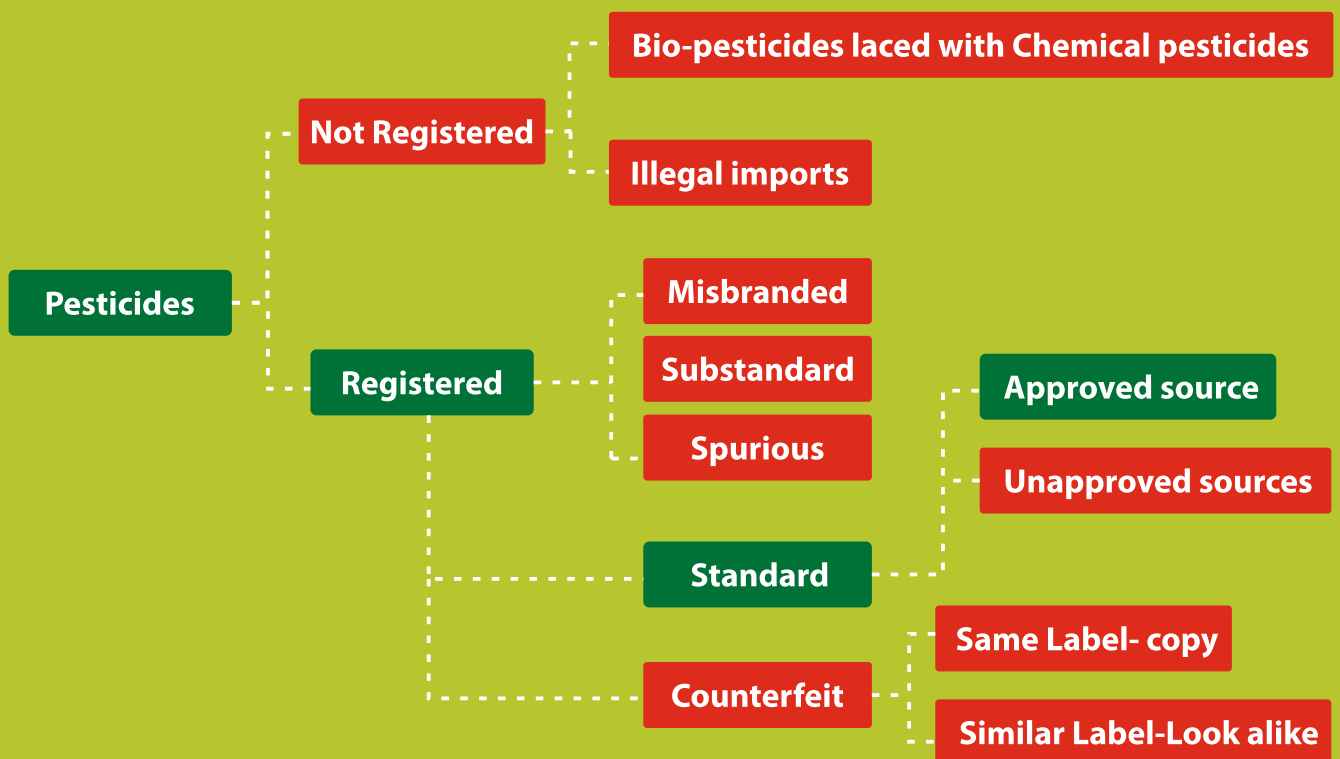 Bio-pesticides laced with Chemical pesticides
Not Registered
Illegal imports
Pesticides
Misbranded
Registered
Substandard
Approved source
Spurious
Unapproved sources
Standard
Same Label- copy
Counterfeit
Similar Label-Look alike